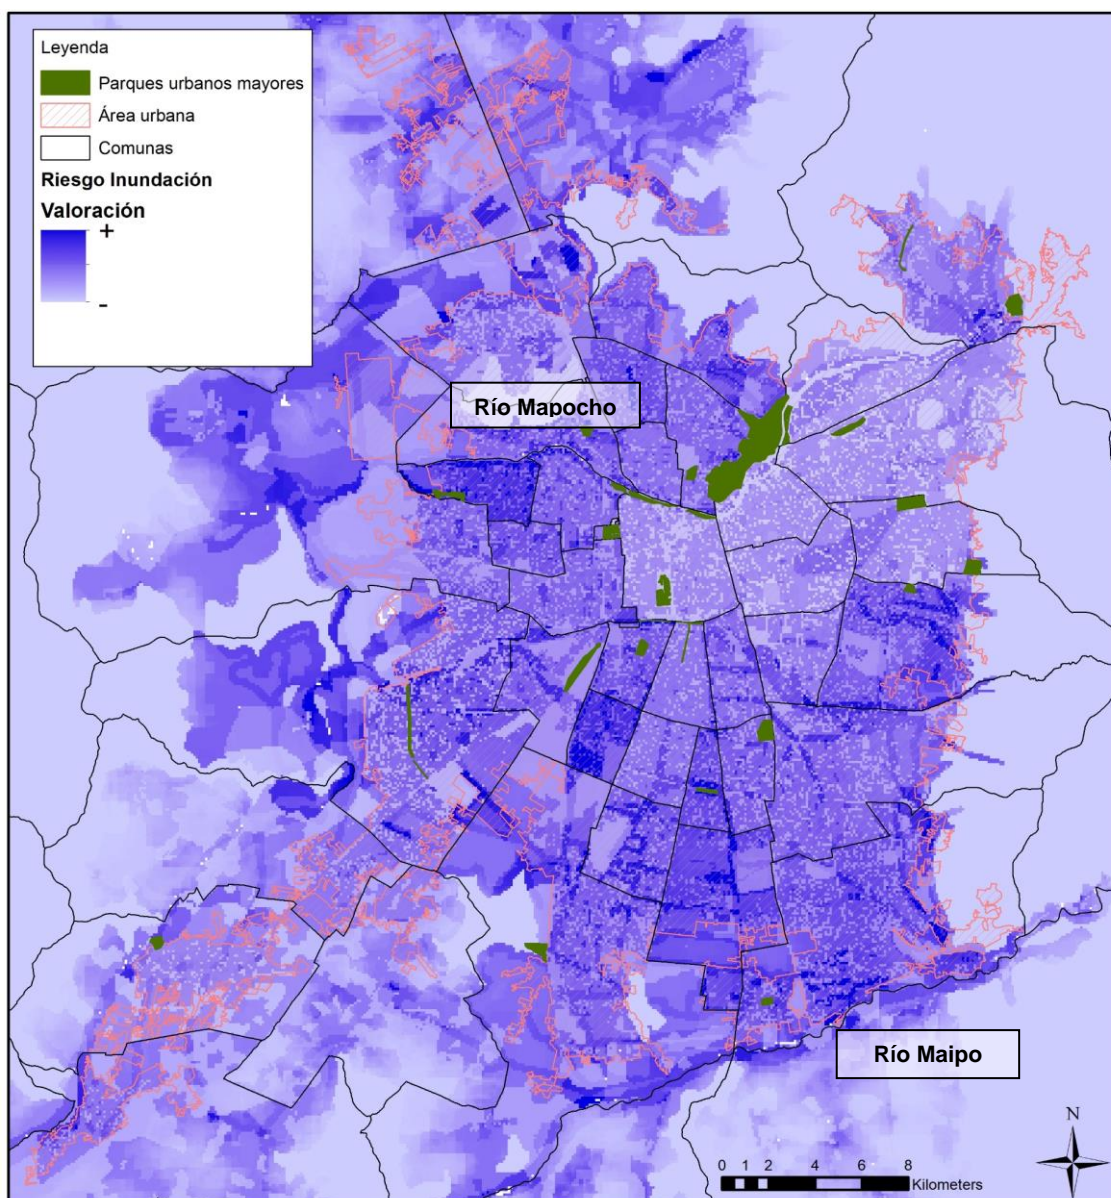 Leyenda
Parques urbanos mayores
Área urbana
Comunas
Riesgo Inundación
Valoración
+
-
Río Mapocho
Río Maipo
N
0 1 2 4 6 8
Kilometers